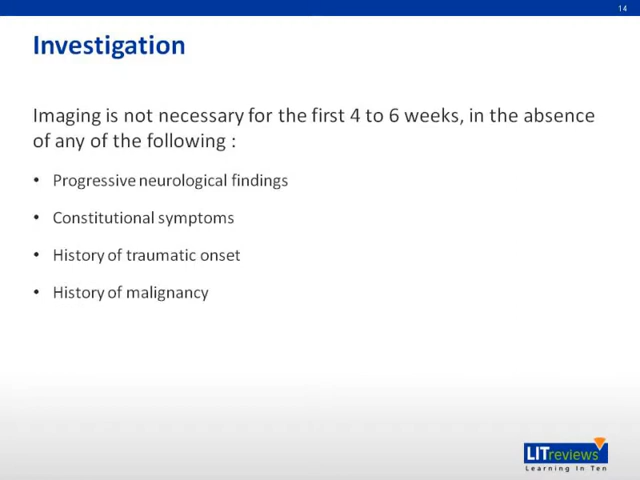 14
Investigation
Imaging is not necessary for the first 4 to 6 weeks, in the absence
of any of the following :
• Progressive neurological findings
• Constitutional symptoms
• History of traumatic onset
• History of malignancy
LITreviews
Learning In Ten